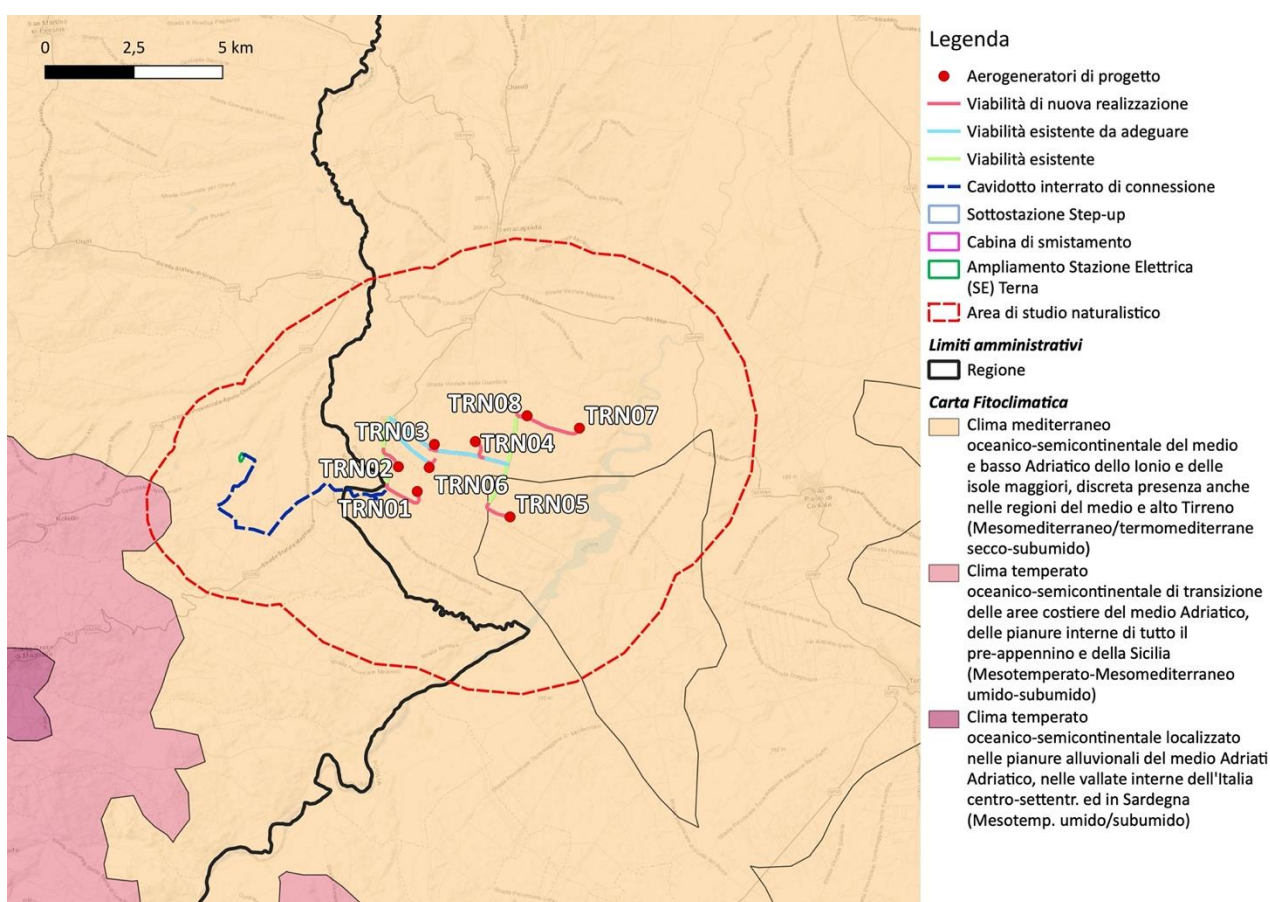 San Martino
0 2,5 5 km
Chieuti
Serracapriola
Ururi
TRN08
TRN07
TRN03
TRN04
TRN02
TRN06
TRN01
TRN05
Rotello
Legenda
Aerogeneratori di progetto
Viabilità di nuova realizzazione
Viabilità esistente da adeguare
Viabilità esistente
Cavidotto interrato di connessione
Sottostazione Step-up
Cabina di smistamento
Ampliamento Stazione Elettrica
(SE) Terna
Area di studio naturalistico
Limiti amministrativi
Regione
Carta Fitoclimatica
Clima mediterraneo
oceanico-semicontinentale del medio
e basso Adriatico dello Ionio e delle
isole maggiori, discreta presenza anche
nelle regioni del medio e alto Tirreno
(Mesomediterraneo/termomediterrane
secco-subumido)
Clima temperato
oceanico-semicontinentale di transizione
delle aree costiere del medio Adriatico,
delle pianure interne di tutto il
pre-appennino e della Sicilia
(Mesotemperato-Mesomediterraneo
umido-subumido)
Clima temperato
oceanico-semicontinentale localizzato
nelle pianure alluvionali del medio Adriati
Adriatico, nelle vallate interne dell'Italia
centro-settentr. ed in Sardegna
(Mesotemp. umido/subumido)